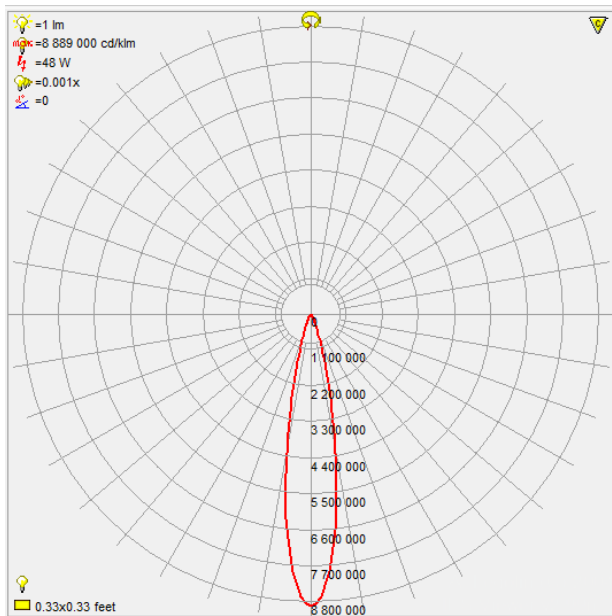 =1 lm
max=8 889 000 cd/klm
=48 W
=0.001x
=0
C
0
1 100 000
2 200 000
3 300 000
4 400 000
5 500 000
6 600 000
7 700 000
8 800 000
0.33x0.33 feet